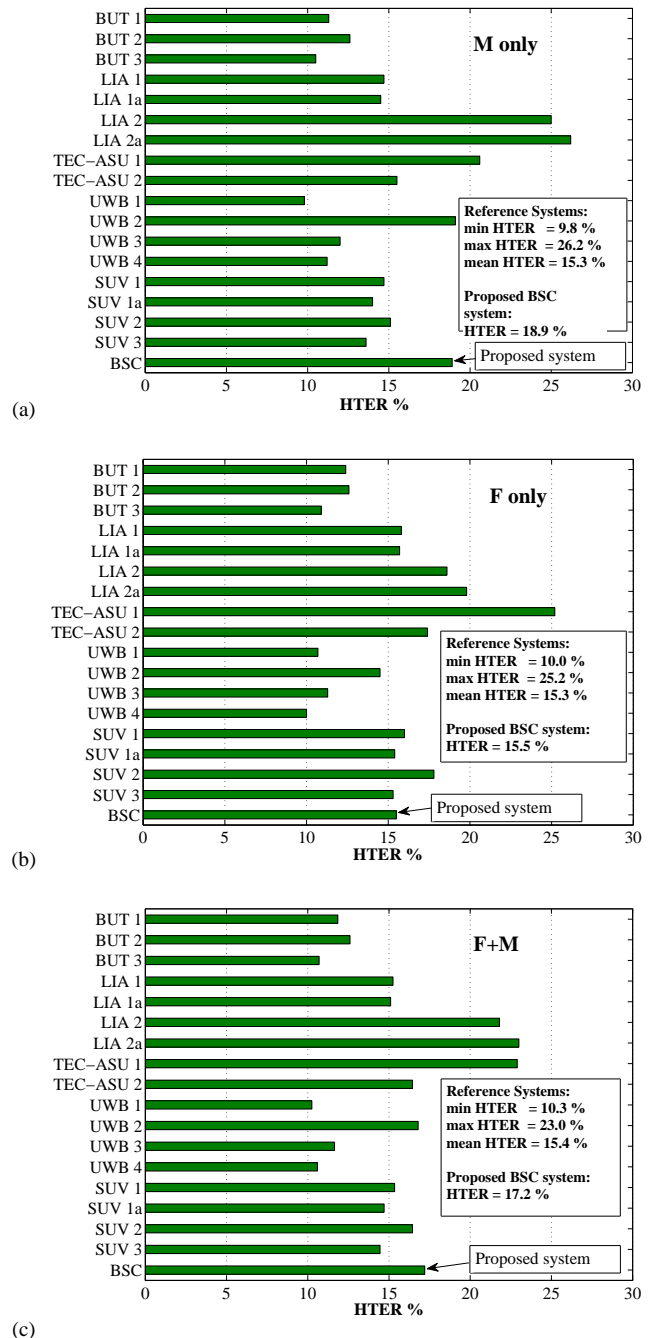 BUT 1
M only
BUT 2
BUT 3
LIA 1
LIA 1a
LIA 2
LIA 2a
TEC−ASU 1
TEC−ASU 2
UWB 1
UWB 2
UWB 3
UWB 4
SUV 1
SUV 1a
SUV 2
SUV 3
BSC
Reference Systems:
min HTER = 9.8 %
max HTER = 26.2 %
mean HTER = 15.3 %
Proposed BSC
system:
HTER = 18.9 %
Proposed system
0 5 10 15 20 25 30
HTER %
(a)
BUT 1
F only
BUT 2
BUT 3
LIA 1
LIA 1a
LIA 2
LIA 2a
TEC−ASU 1
TEC−ASU 2
UWB 1
UWB 2
UWB 3
UWB 4
SUV 1
SUV 1a
SUV 2
SUV 3
BSC
Reference Systems:
min HTER = 10.0 %
max HTER = 25.2 %
mean HTER = 15.3 %
Proposed BSC system:
HTER = 15.5 %
Proposed system
0 5 10 15 20 25 30
HTER %
(b)
BUT 1
F+M
BUT 2
BUT 3
LIA 1
LIA 1a
LIA 2
LIA 2a
TEC−ASU 1
TEC−ASU 2
UWB 1
UWB 2
UWB 3
UWB 4
SUV 1
SUV 1a
SUV 2
SUV 3
BSC
Reference Systems:
min HTER = 10.3 %
max HTER = 23.0 %
mean HTER = 15.4 %
Proposed BSC system:
HTER = 17.2 %
Proposed system
0 5 10 15 20 25 30
HTER %
(c)